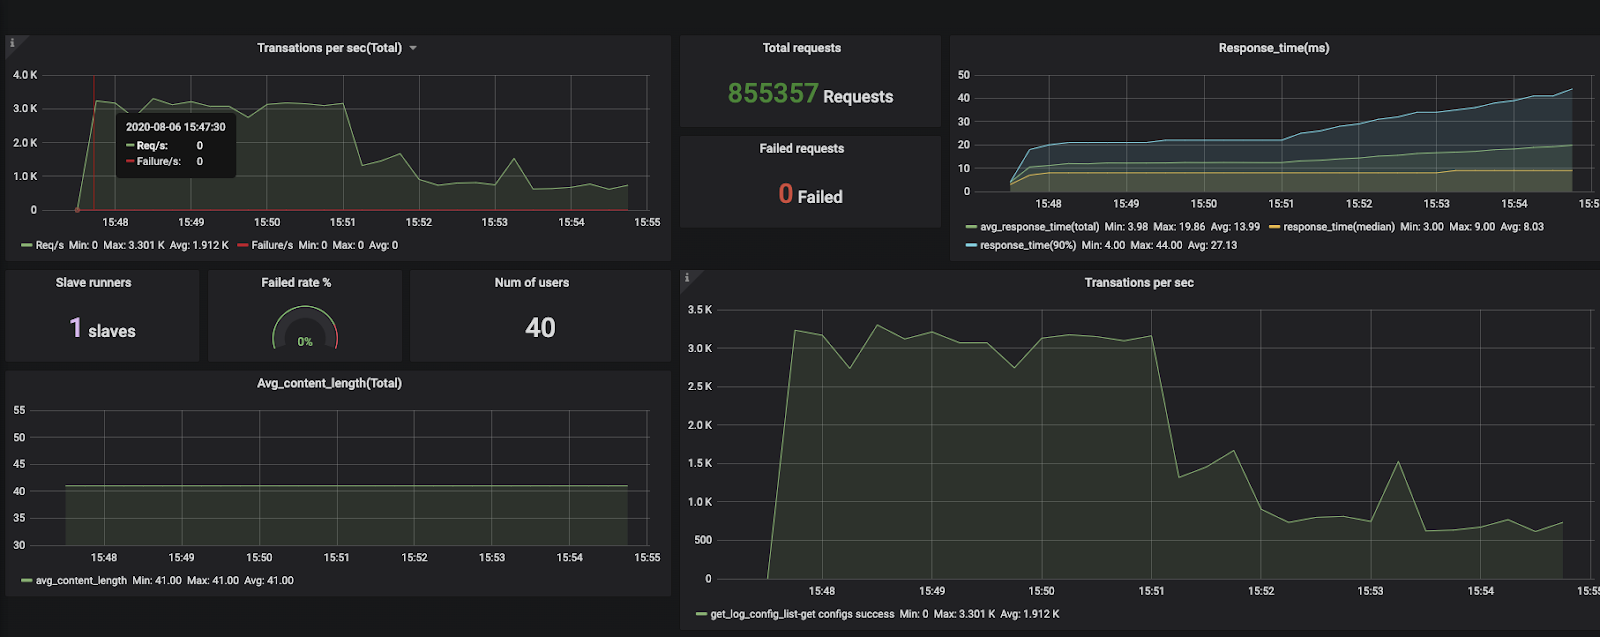 Transations per sec(Total)
4.0 K
3.0 K
2.0 K
1.0 K
0
2020-08-06 15:47:30
Req/s: 0
Failure/s: 0
15:48 15:49 15:50 15:51 15:52 15:53 15:54 15:55
Req/s Min: 0 Max: 3.301 K Avg: 1.912 K Failure/s Min: 0 Max: 0 Avg: 0
Total requests
855357 Requests
Failed requests
0 Failed
Response_time(ms)
50
40
30
20
10
0
15:48 15:49 15:50 15:51 15:52 15:53 15:54 15:5
avg_response_time(total) Min: 3.98 Max: 19.86 Avg: 13.99 response_time(median) Min: 3.00 Max: 9.00 Avg: 8.03
response_time(90%) Min: 4.00 Max: 44.00 Avg: 27.13
Slave runners
1 slaves
Failed rate %
0%
Num of users
40
Avg_content_length(Total)
55
50
45
40
35
30
15:48 15:49 15:50 15:51 15:52 15:53 15:54 15:55
avg_content_length Min: 41.00 Max: 41.00 Avg: 41.00
Transations per sec
3.5 K
3.0 K
2.5 K
2.0 K
1.5 K
1.0 K
500
0
15:48 15:49 15:50 15:51 15:52 15:53 15:54 15:55
get_log_config_list-get configs success Min: 0 Max: 3.301 K Avg: 1.912 K